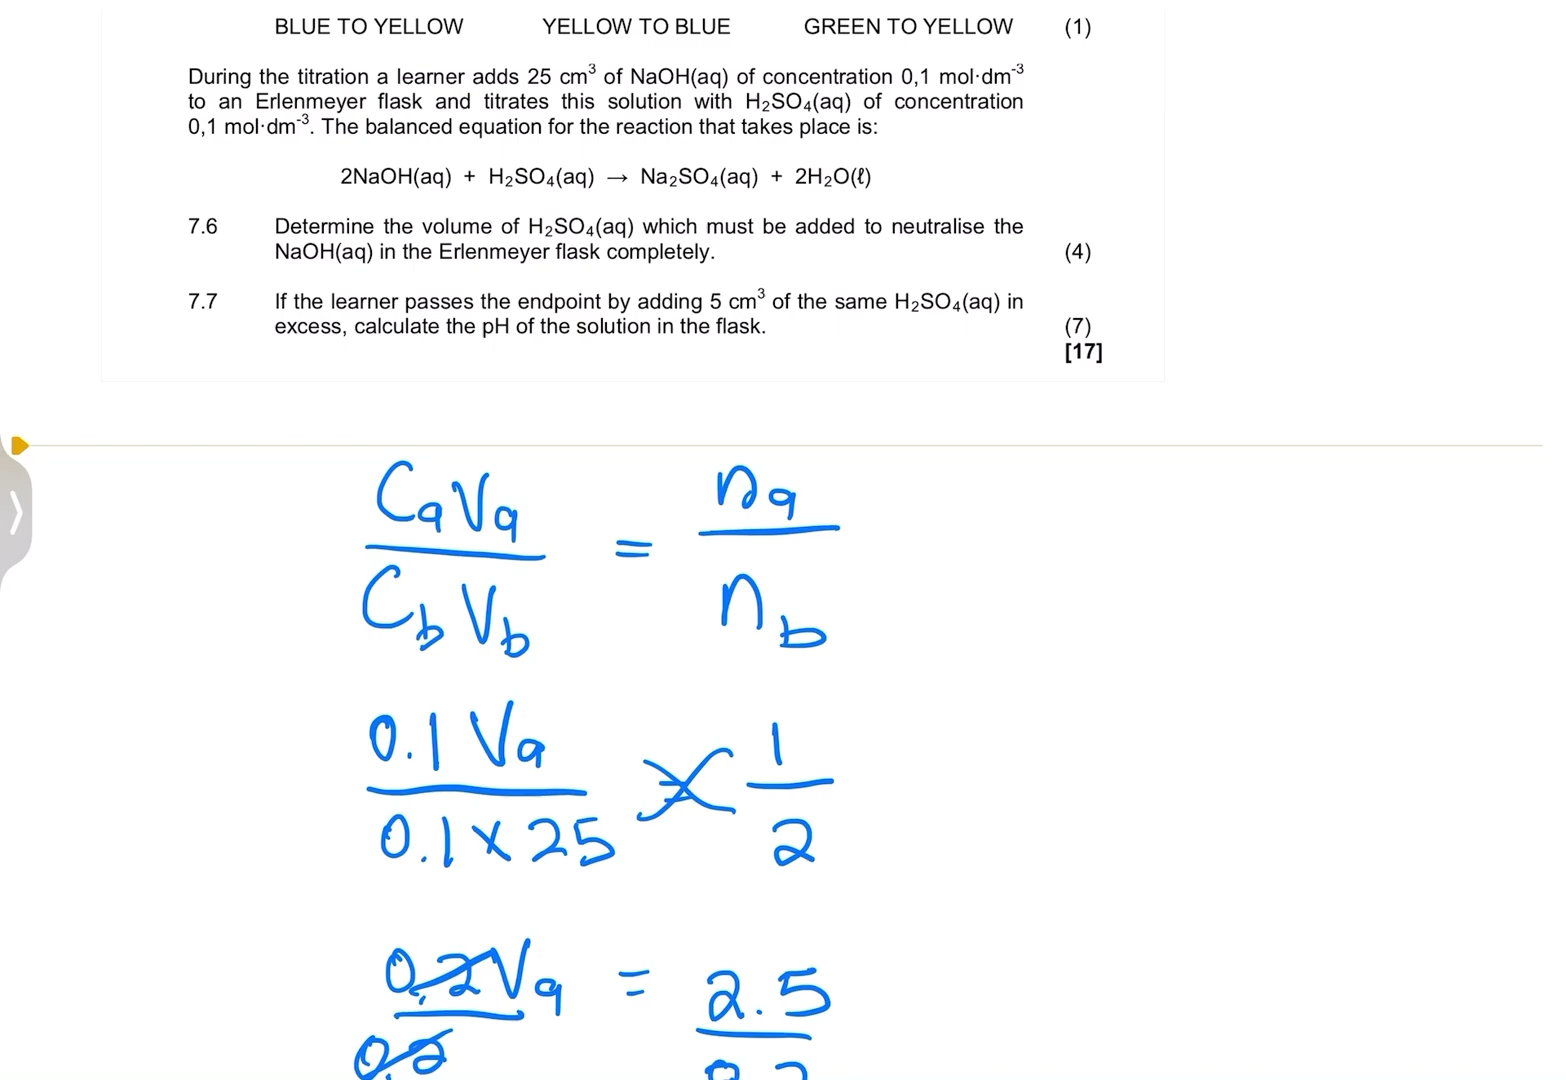 BLUE TO YELLOW YELLOW TO BLUE GREEN TO YELLOW (1)
During the titration a learner adds 25 cm³ of NaOH(aq) of concentration 0,1 mol·dm⁻³
to an Erlenmeyer flask and titrates this solution with H₂SO₄(aq) of concentration
0,1 mol·dm⁻³. The balanced equation for the reaction that takes place is:
2NaOH(aq) + H₂SO₄(aq) → Na₂SO₄(aq) + 2H₂O(ℓ)
7.6 Determine the volume of H₂SO₄(aq) which must be added to neutralise the
NaOH(aq) in the Erlenmeyer flask completely. (4)
7.7 If the learner passes the endpoint by adding 5 cm³ of the same H₂SO₄(aq) in
excess, calculate the pH of the solution in the flask. (7)
[17]
CaVa = na
CbVb nb
0.1 Va 1
0.1 × 25 2
0.2Va = 2.5
0.2